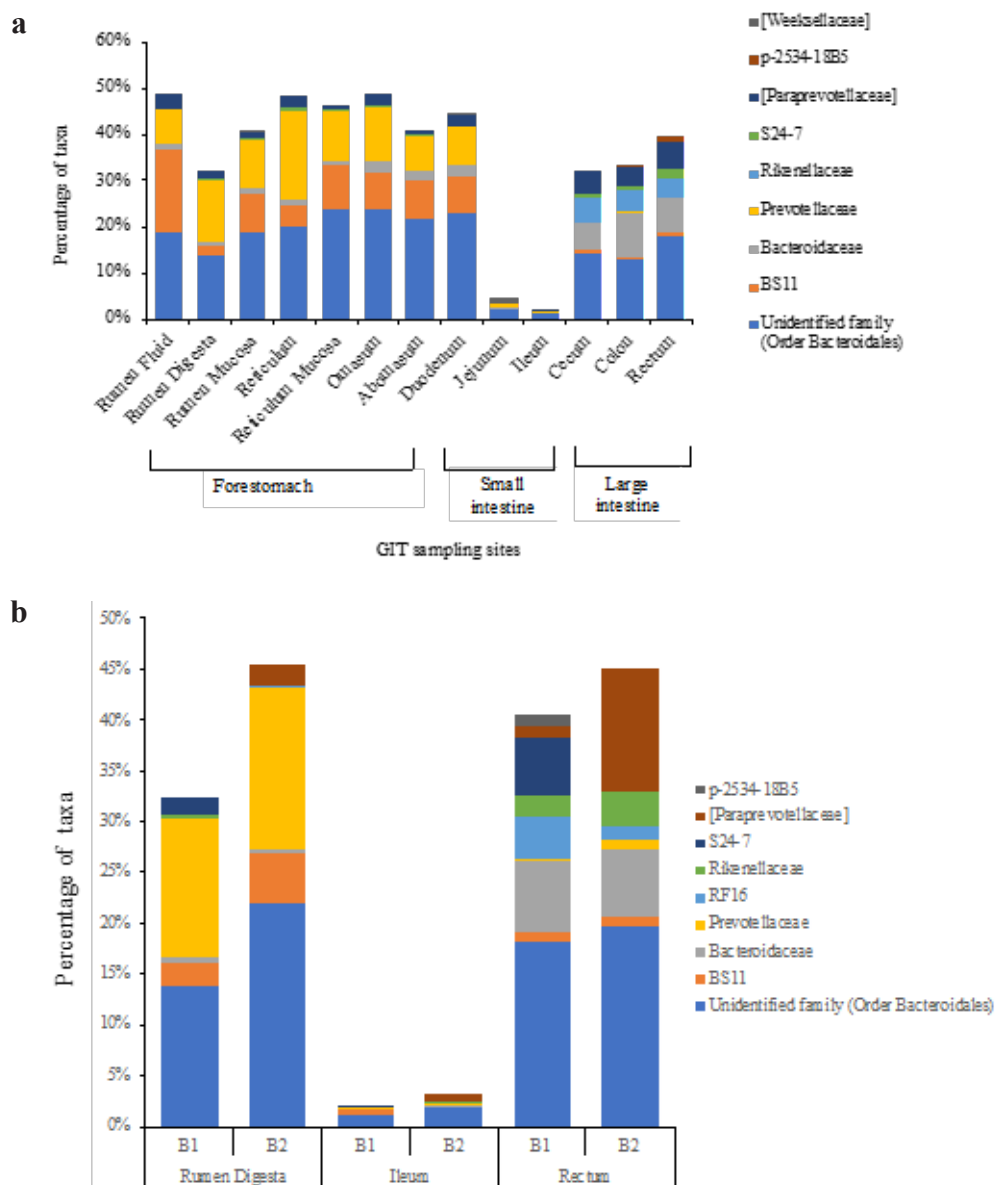 a
[Weeksellaceae]
p-2534-18B5
[Paraprevotellaceae]
S24-7
Rikenellaceae
Prevotellaceae
Bacteroidaceae
BS11
Unidentified family
(Order Bacteroidales)
Percentage of taxa
60%
50%
40%
30%
20%
10%
0%
Rumen Fluid
Rumen Digesta
Rumen Mucosa
Reticulum
Reticulum Mucosa
Omasum
Abomasum
Duodenum
Jejunum
Ileum
Cecum
Colon
Rectum
Forestomach
Small
intestine
Large
intestine
GIT sampling sites
b
Percentage of taxa
50%
45%
40%
35%
30%
25%
20%
15%
10%
5%
0%
p-2534-18B5
[Paraprevotellaceae]
S24-7
Rikenellaceae
RF16
Prevotellaceae
Bacteroidaceae
BS11
Unidentified family (Order Bacteroidales)
B1 B2 B1 B2 B1 B2
Rumen Digesta Ileum Rectum